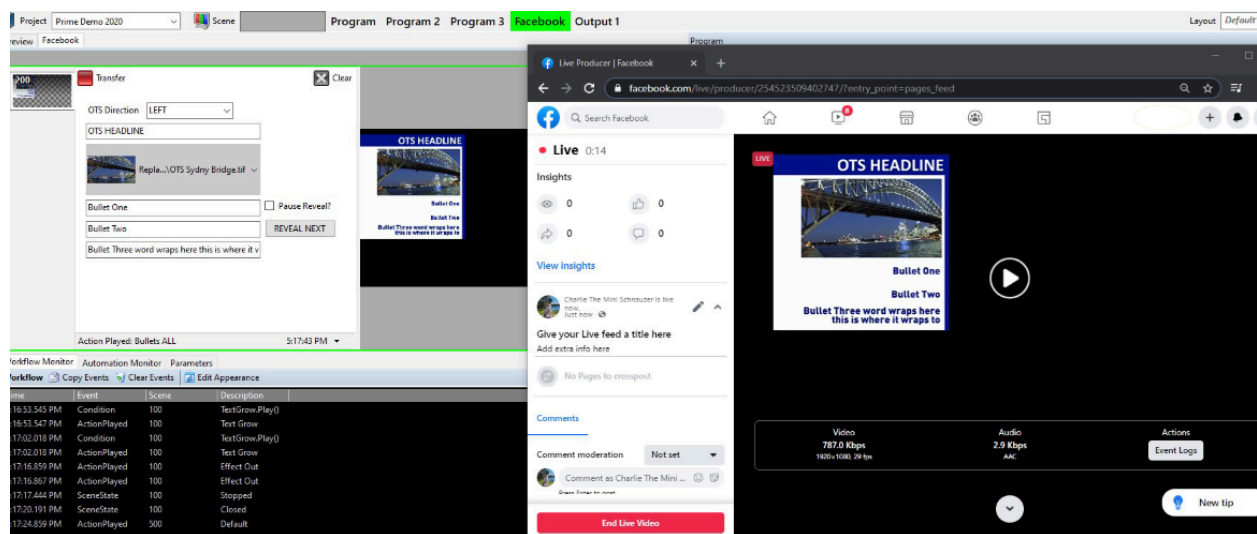 Project Prime Demo 2020 Scene Program Program 2 Program 3 Facebook Output 1 Layout Default
review Facebook
Program
200
Transfer Clear
OTS Direction LEFT
OTS HEADLINE
Repla...\OTS Sydny Bridge.tif
Bullet One Pause Reveal?
Bullet Two REVEAL NEXT
Bullet Three word wraps here this is where it v
Action Played: Bullets ALL 5:17:43 PM
OTS HEADLINE
Bullet One
Bullet Two
Bullet Three word wraps here
this is where it wraps to
Workflow Monitor Automation Monitor Parameters
Workflow Copy Events Clear Events Edit Appearance
Event Scene Description
:16:53.545 PM Condition 100 TextGrow.Play()
:16:53.547 PM ActionPlayed 100 Text Grow
:17:02.018 PM Condition 100 TextGrow.Play()
:17:02.018 PM ActionPlayed 100 Text Grow
:17:16.859 PM ActionPlayed 100 Effect Out
:17:16.867 PM ActionPlayed 100 Effect Out
:17:17.444 PM SceneState 100 Stopped
:17:20.191 PM SceneState 100 Closed
:17:24.859 PM ActionPlayed 500 Default
Live Producer | Facebook
facebook.com/live/producer/254523509402747/?entry_point=pages_feed
Search Facebook
8
Live 0:14
Insights
0 0
0 0
View insights
Charlie The Mini Schnauzer is live
now.
Just now
Give your Live feed a title here
Add extra info here
No Pages to crosspost
Comments
Comment moderation Not set
Comment as Charlie The Mini ...
Press Enter to post
End Live Video
LIVE
OTS HEADLINE
Bullet One
Bullet Two
Bullet Three word wraps here
this is where it wraps to
Video Audio Actions
787.0 Kbps 2.9 Kbps Event Logs
1920x1080, 29 fps AAC
New tip